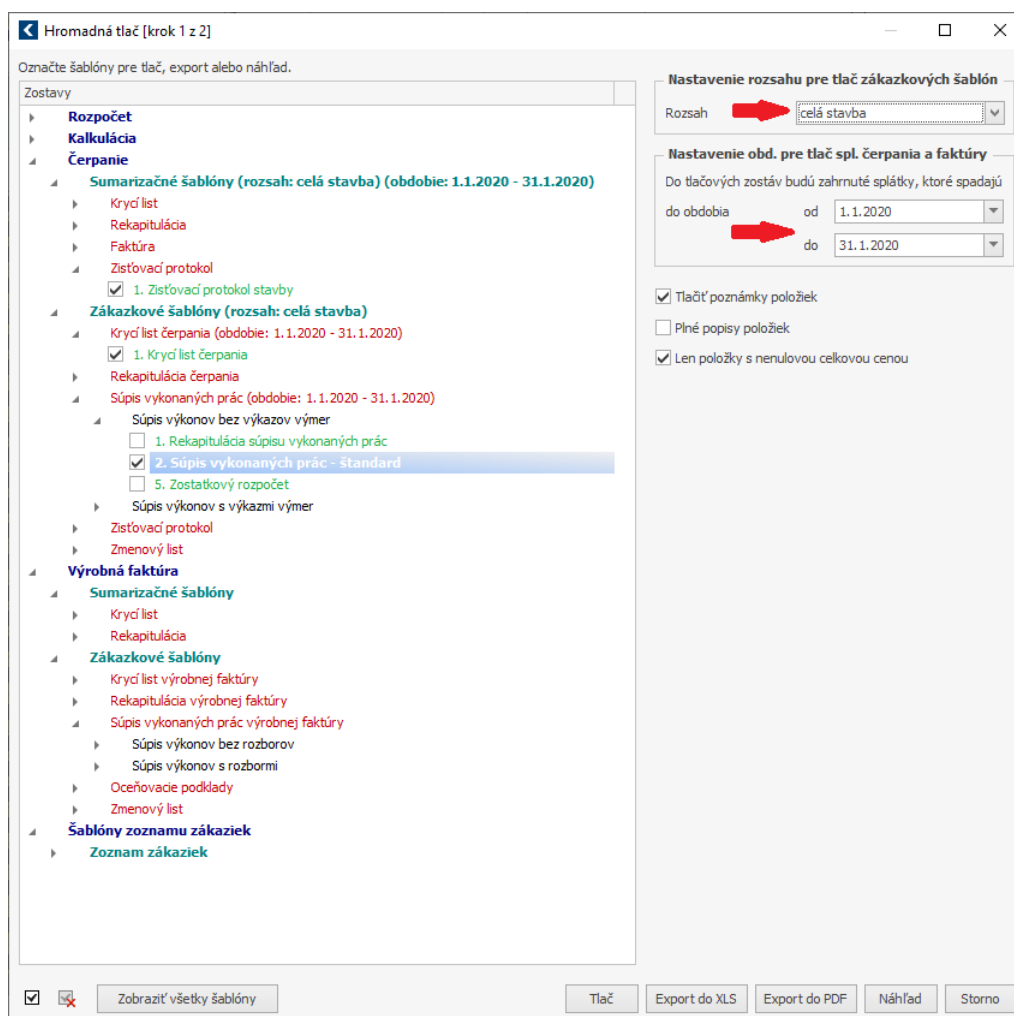 Hromadná tlač [krok 1 z 2]
Označte šablóny pre tlač, export alebo náhľad.
Zostavy
Rozpočet
Kalkulácia
Čerpanie
Sumarizačné šablóny (rozsah: celá stavba) (obdobie: 1.1.2020 - 31.1.2020)
Krycí list
Rekapitulácia
Faktúra
Zisťovací protokol
1. Zisťovací protokol stavby
Zákazkové šablóny (rozsah: celá stavba)
Krycí list čerpania (obdobie: 1.1.2020 - 31.1.2020)
1. Krycí list čerpania
Rekapitulácia čerpania
Súpis vykonaných prác (obdobie: 1.1.2020 - 31.1.2020)
Súpis výkonov bez výkazov výmer
1. Rekapitulácia súpisu vykonaných prác
2. Súpis vykonaných prác - štandard
5. Zostatkový rozpočet
Súpis výkonov s výkazmi výmer
Zisťovací protokol
Zmenový list
Výrobná faktúra
Sumarizačné šablóny
Krycí list
Rekapitulácia
Zákazkové šablóny
Krycí list výrobnej faktúry
Rekapitulácia výrobnej faktúry
Súpis vykonaných prác výrobnej faktúry
Súpis výkonov bez rozborov
Súpis výkonov s rozbormi
Oceňovacie podklady
Zmenový list
Šablóny zoznamu zákaziek
Zoznam zákaziek
Nastavenie rozsahu pre tlač zákazkových šablón
Rozsah celá stavba
Nastavenie obd. pre tlač spl. čerpania a faktúry
Do tlačových zostáv budú zahrnuté splátky, ktoré spadajú
do obdobia od 1.1.2020
do 31.1.2020
Tlačiť poznámky položiek
Plné popisy položiek
Len položky s nenulovou celkovou cenou
Zobraziť všetky šablóny Tlač Export do XLS Export do PDF Náhľad Storno